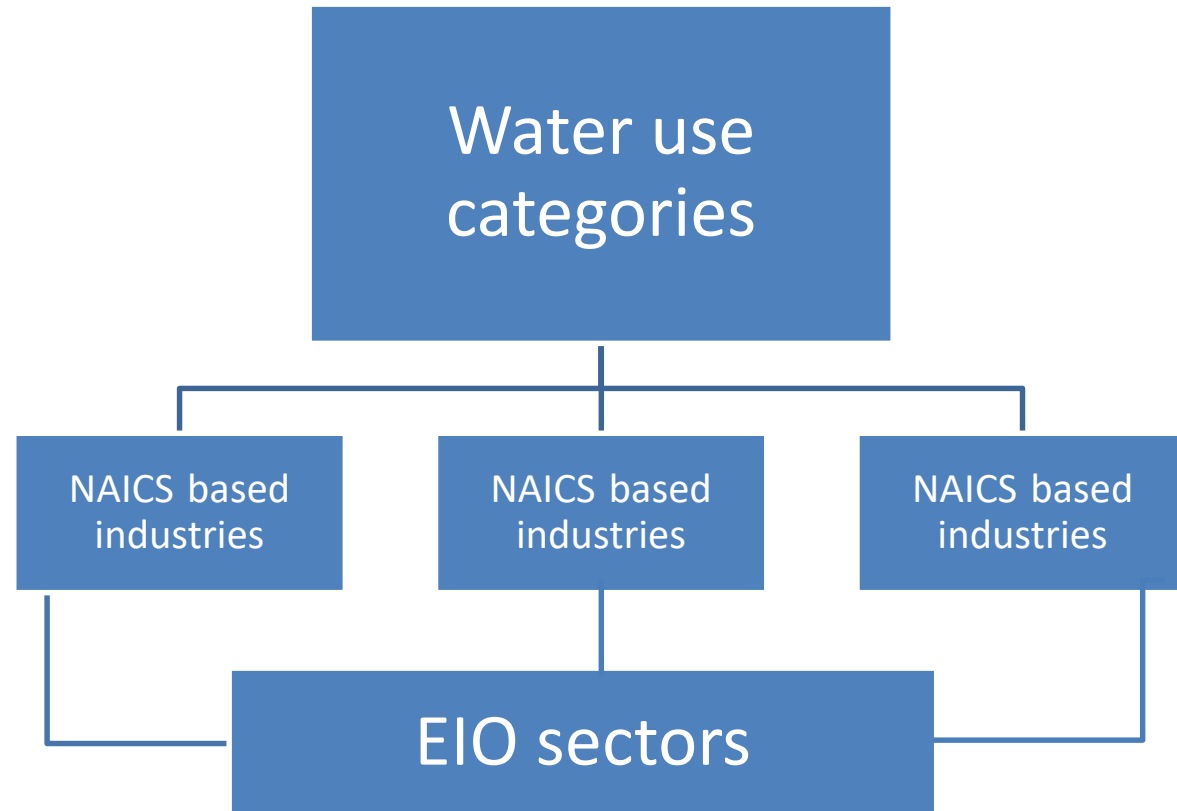 Water use
categories
NAICS based
industries
NAICS based
industries
NAICS based
industries
EIO sectors